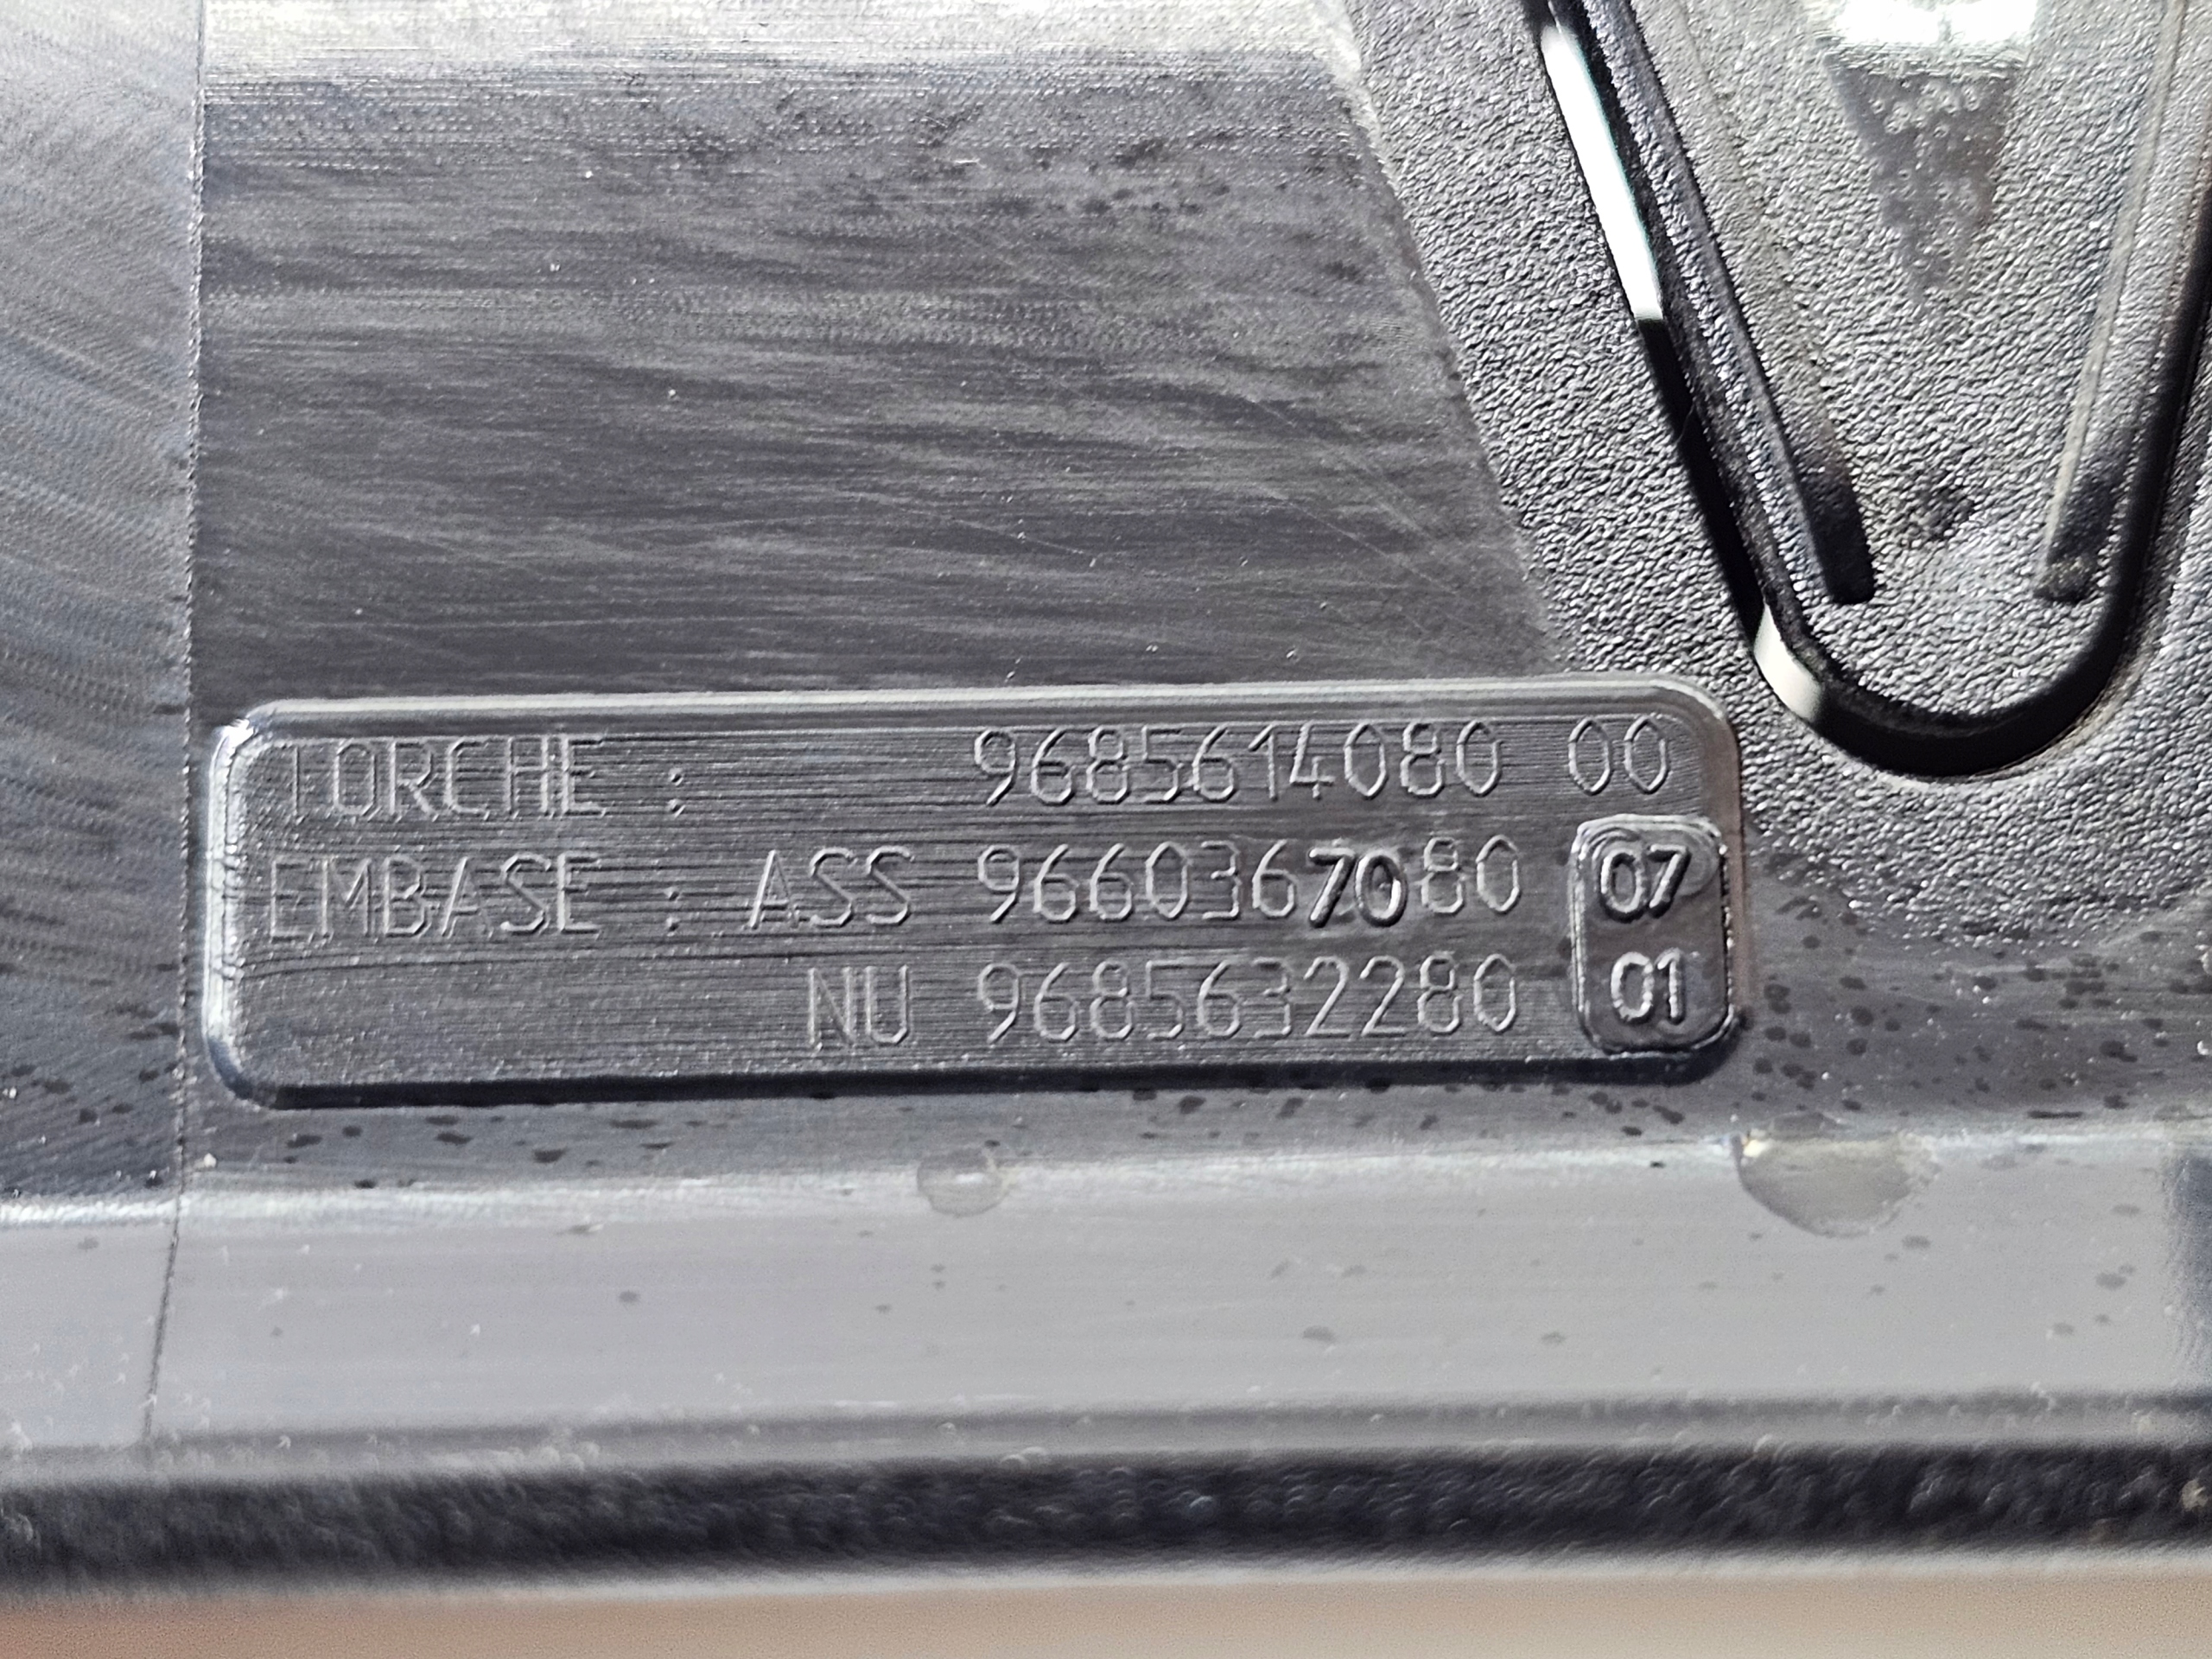 TORCHE : 9685614080 00
EMBASE : ASS 9660367080 07
NU 9685632280 01